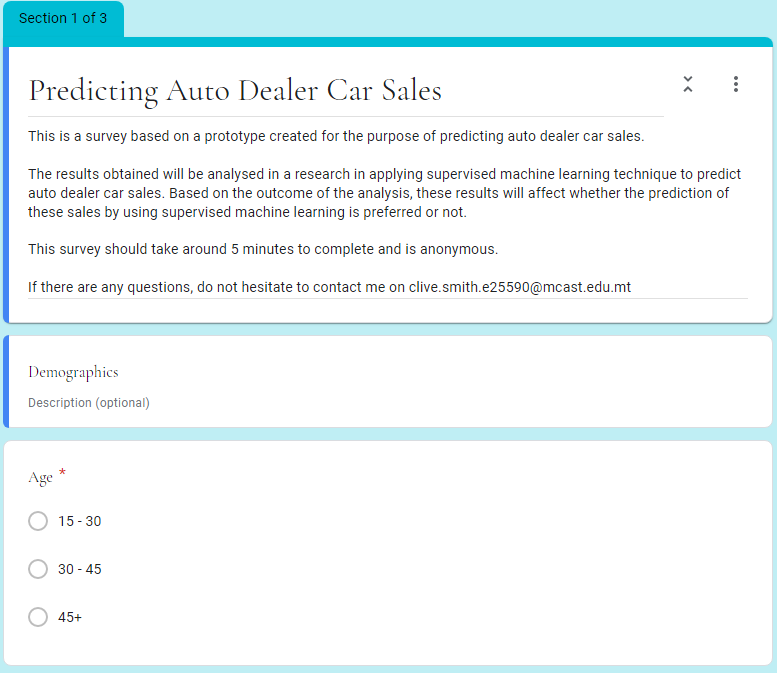 Section 1 of 3
Predicting Auto Dealer Car Sales
This is a survey based on a prototype created for the purpose of predicting auto dealer car sales.
The results obtained will be analysed in a research in applying supervised machine learning technique to predict
auto dealer car sales. Based on the outcome of the analysis, these results will affect whether the prediction of
these sales by using supervised machine learning is preferred or not.
This survey should take around 5 minutes to complete and is anonymous.
If there are any questions, do not hesitate to contact me on clive.smith.e25590@mcast.edu.mt
Demographics
Description (optional)
Age *
15 - 30
30 - 45
45+